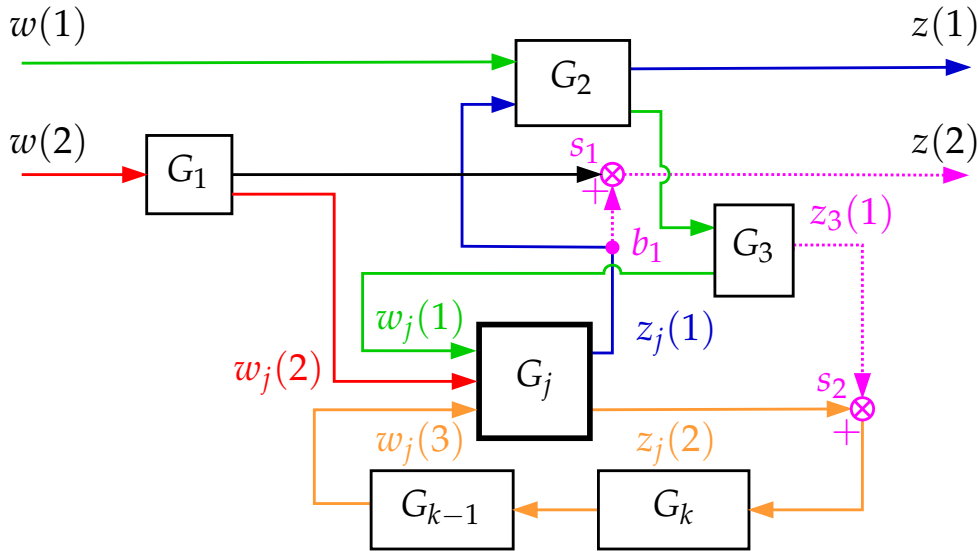 w(1)
z(1)
G_2
w(2)
z(2)
s_1
G_1
+
z_3(1)
b_1
G_3
w_j(1)
z_j(1)
w_j(2)
G_j
s_2
+
w_j(3)
z_j(2)
G_{k-1}
G_k